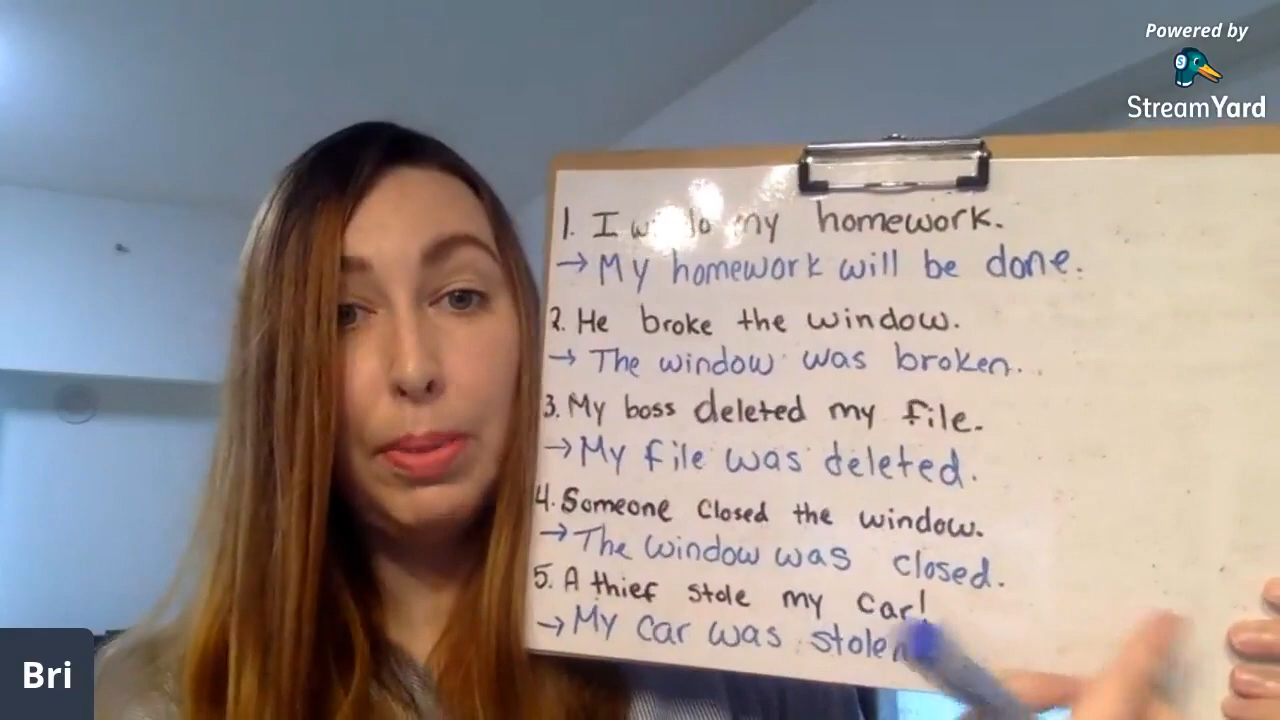 Powered by
StreamYard
1. I my homework.
→ My homework will be done.
2. He broke the window.
→ The window was broken.
3. My boss deleted my file.
→ My file was deleted.
4. Someone closed the window.
→ The window was closed.
5. A thief stole my car!
→ My car was stolen
Bri